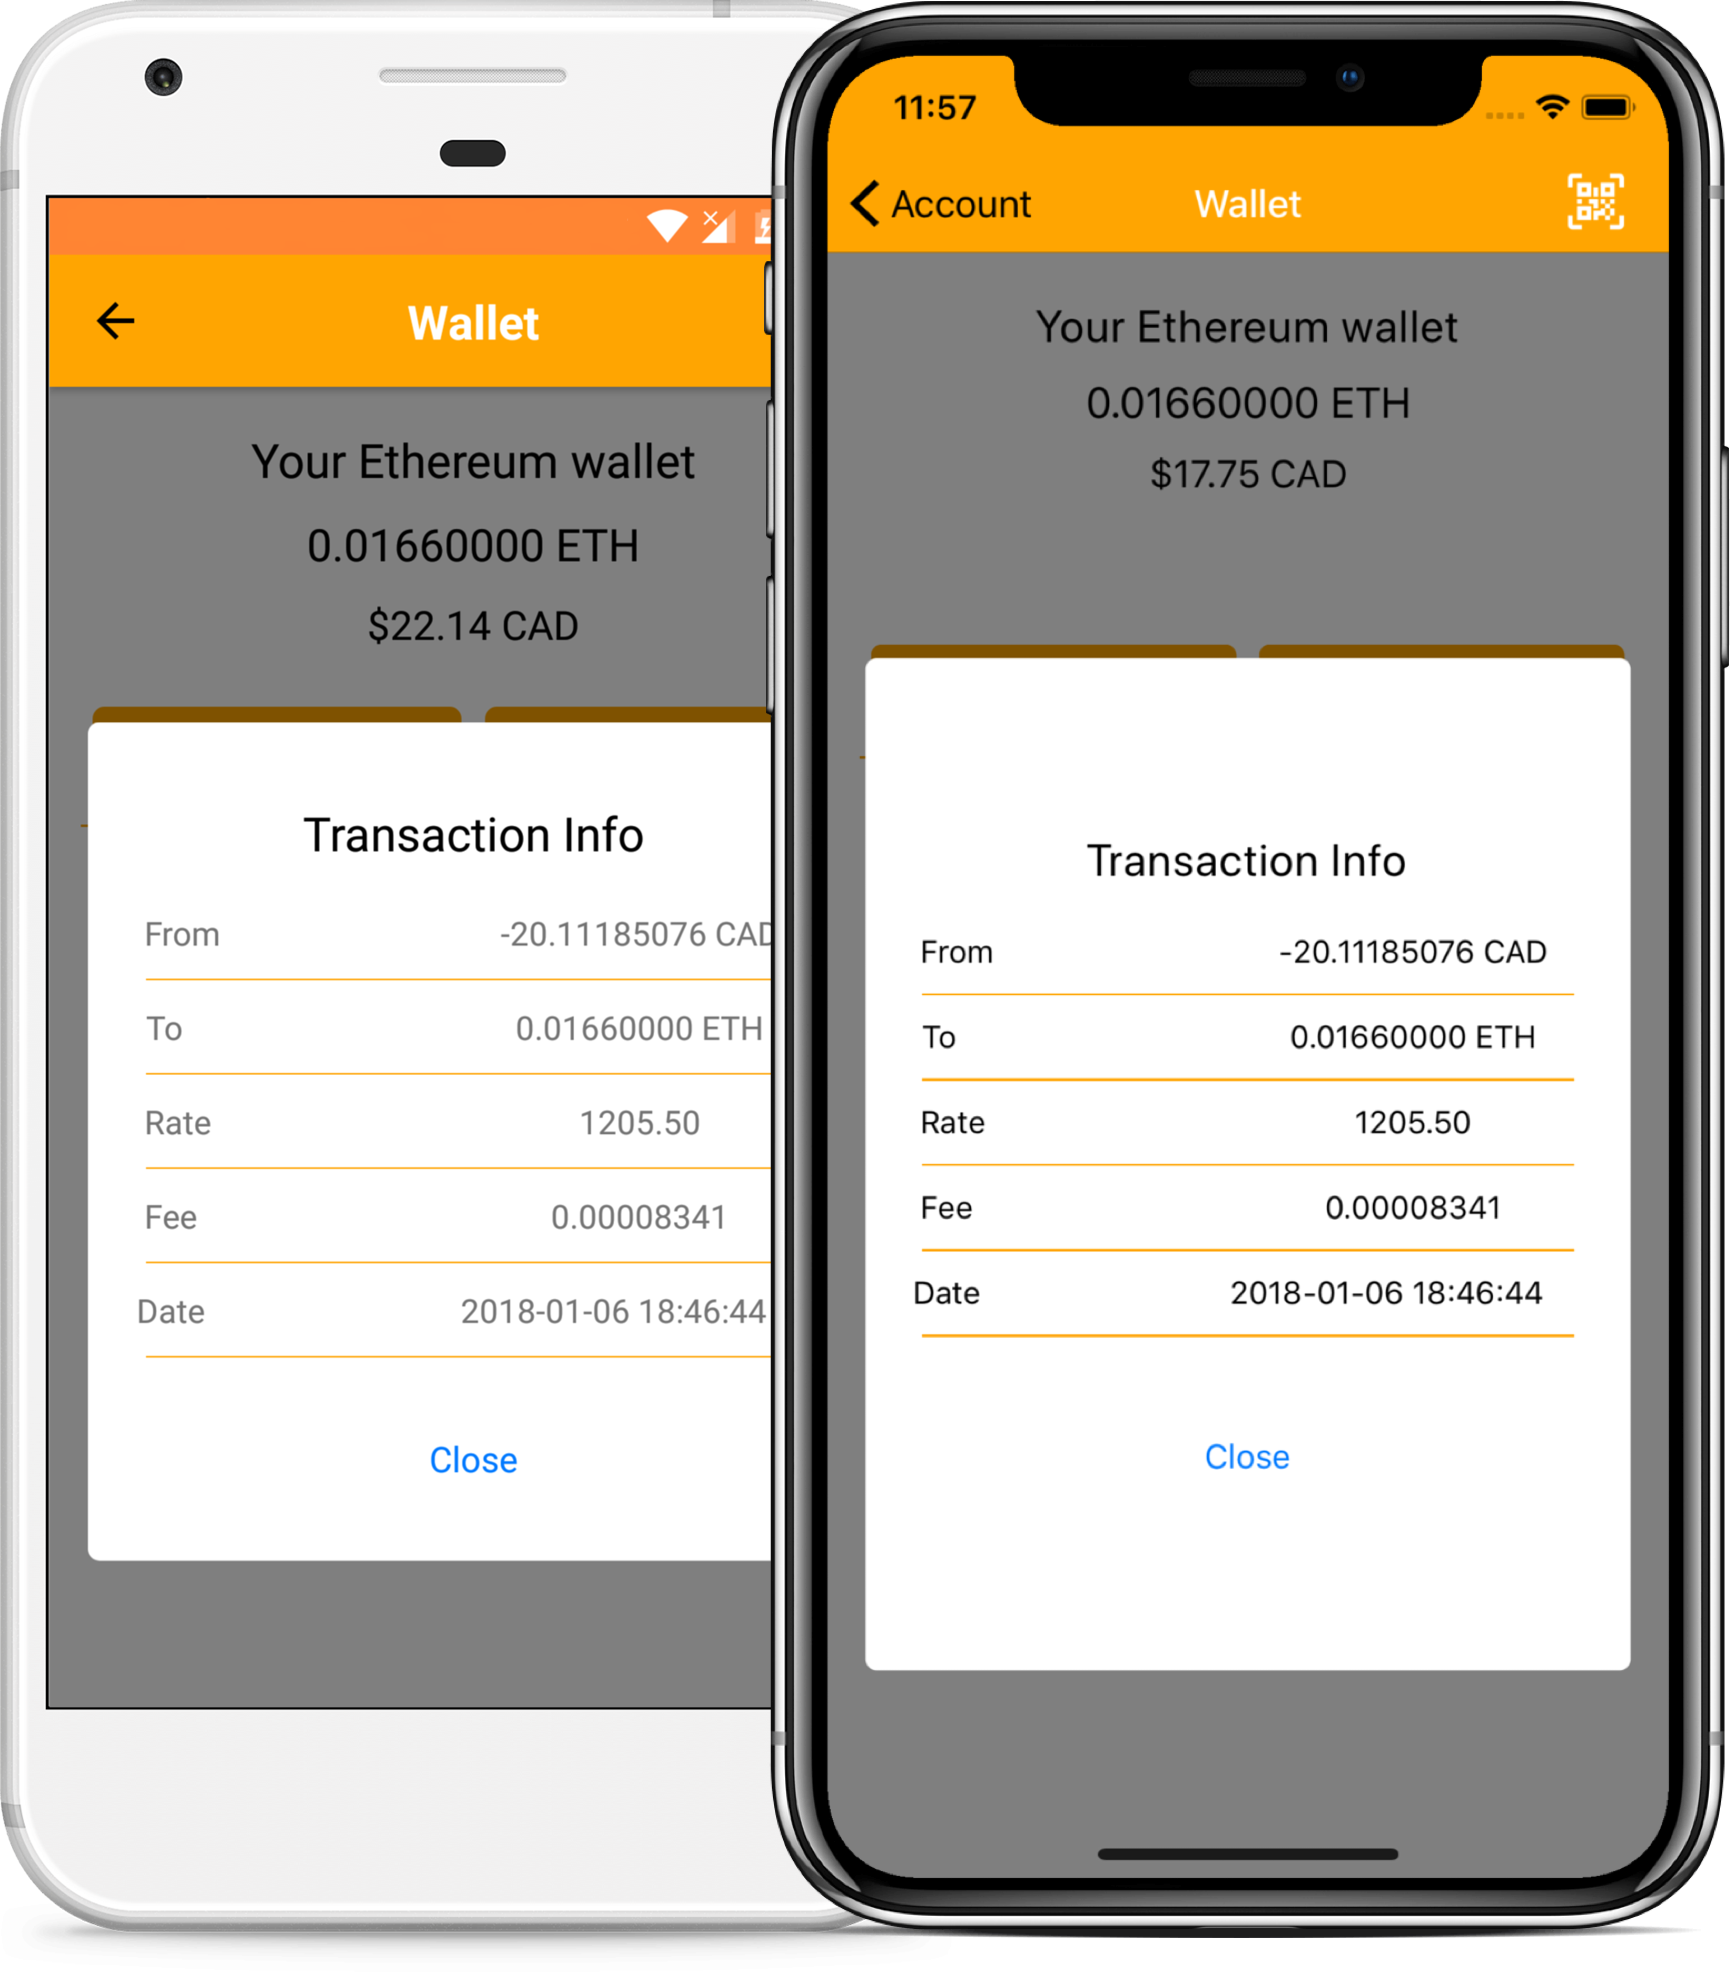 Wallet
Your Ethereum wallet
0.01660000 ETH
$22.14 CAD
Transaction Info
From -20.11185076 CAD
To 0.01660000 ETH
Rate 1205.50
Fee 0.00008341
Date 2018-01-06 18:46:44
Close
11:57
Account Wallet
Your Ethereum wallet
0.01660000 ETH
$17.75 CAD
Transaction Info
From -20.11185076 CAD
To 0.01660000 ETH
Rate 1205.50
Fee 0.00008341
Date 2018-01-06 18:46:44
Close